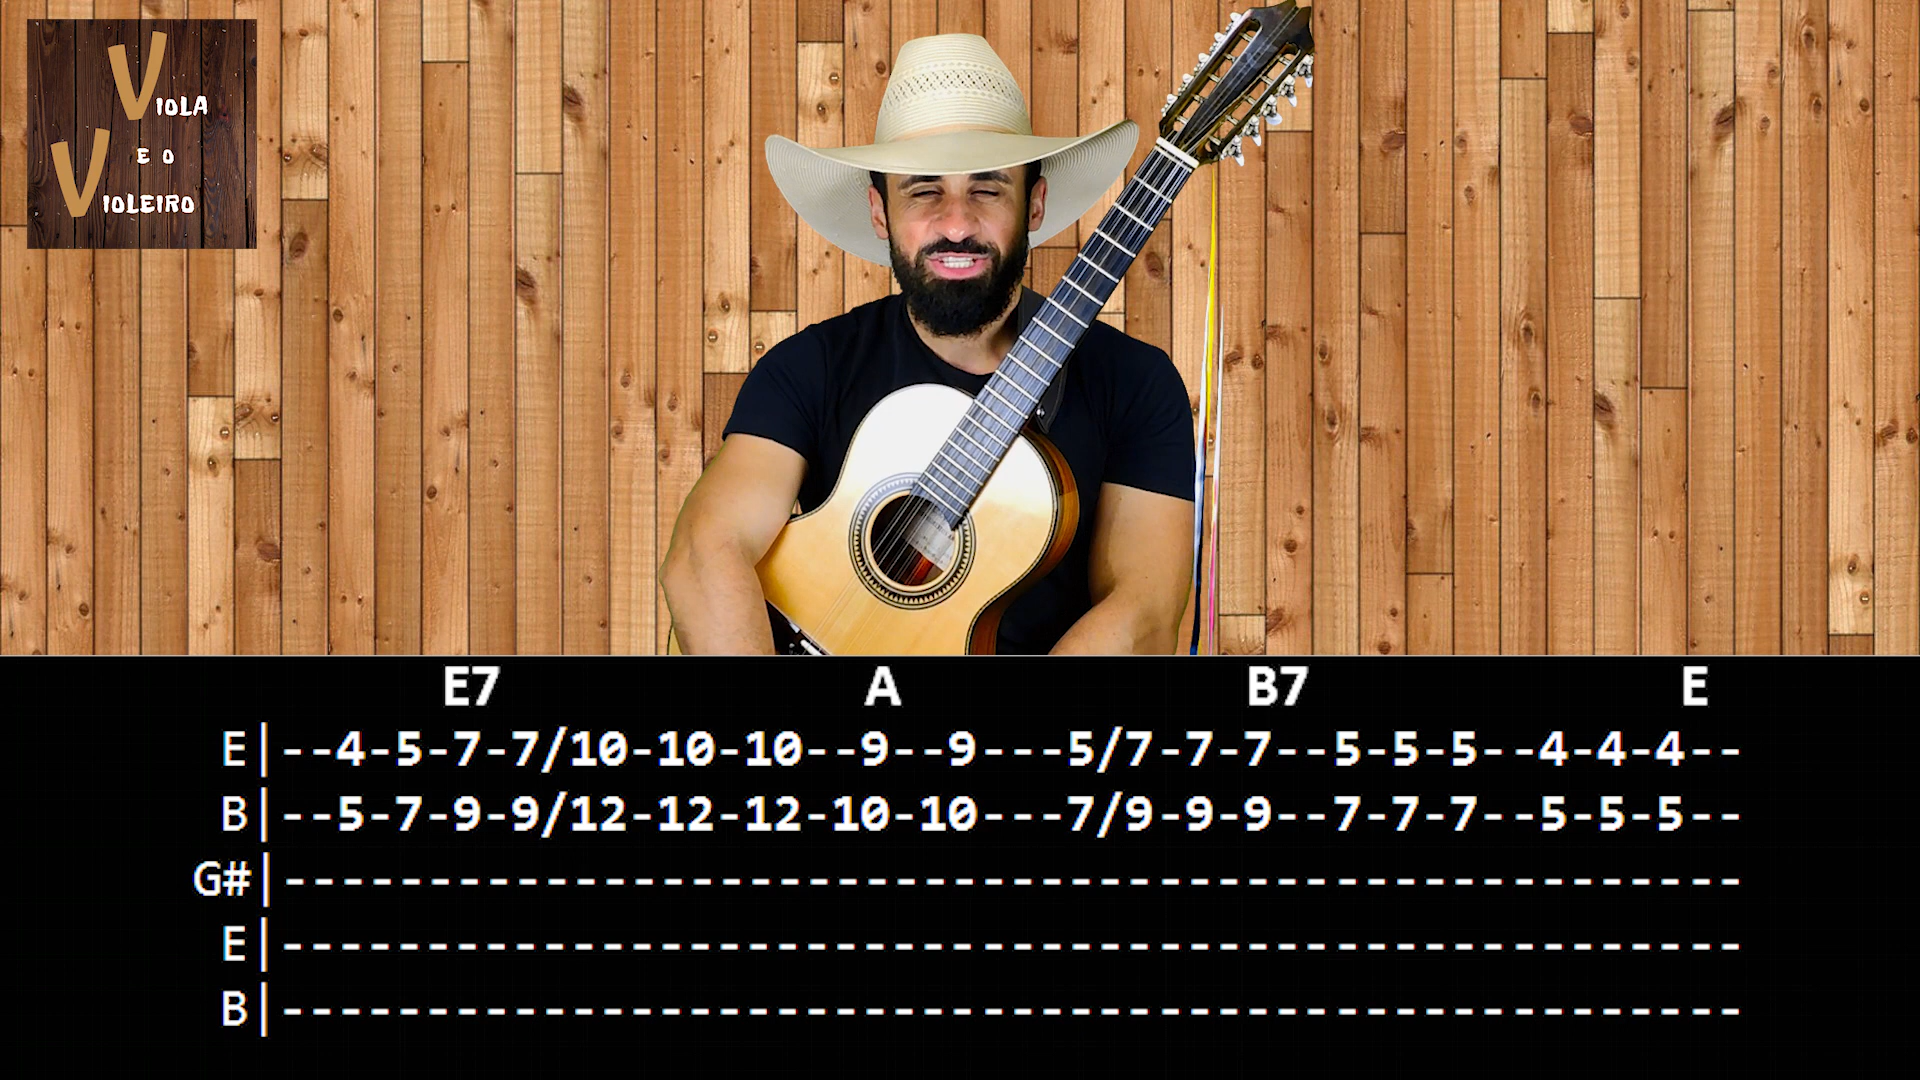 VIOLA
E O
VIOLEIRO
E7 A B7 E
E|--4-5-7-7/10-10-10--9--9---5/7-7-7--5-5-5--4-4-4--
B|--5-7-9-9/12-12-12-10-10---7/9-9-9--7-7-7--5-5-5--
G#|--------------------------------------------------
E|--------------------------------------------------
B|--------------------------------------------------